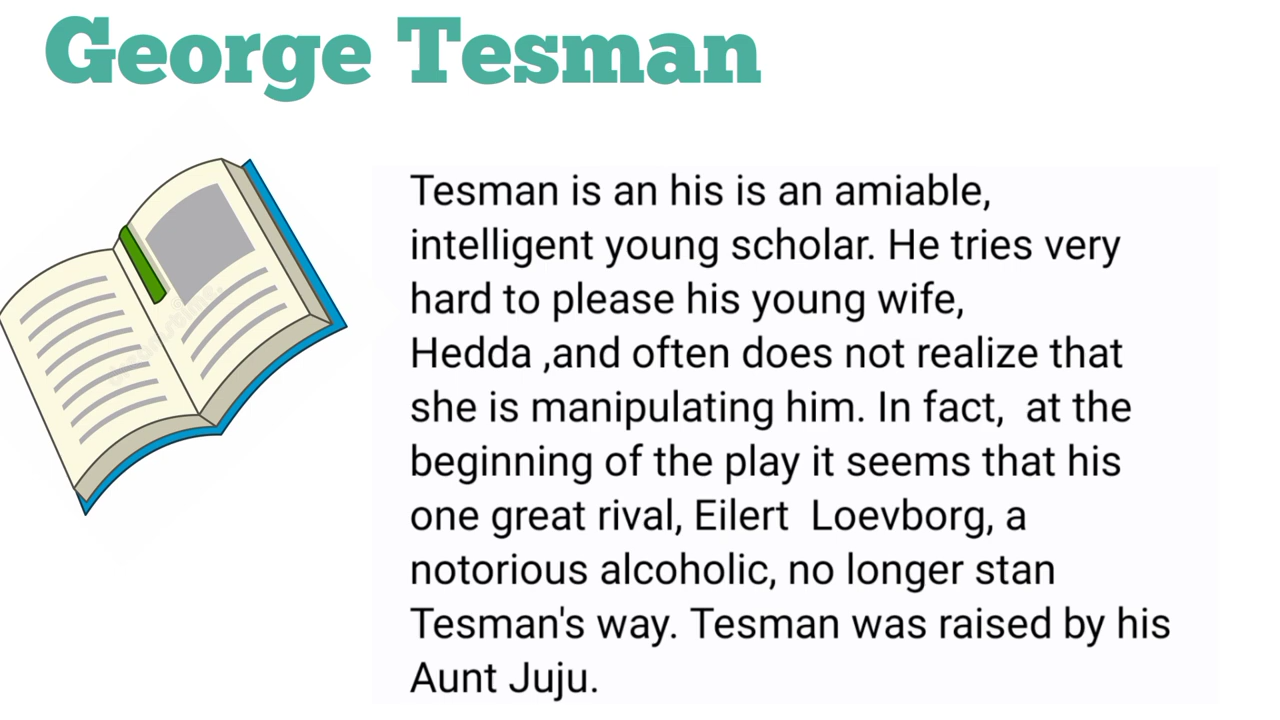 George Tesman
Tesman is an his is an amiable,
intelligent young scholar. He tries very
hard to please his young wife,
Hedda ,and often does not realize that
she is manipulating him. In fact,  at the
beginning of the play it seems that his
one great rival, Eilert  Loevborg, a
notorious alcoholic, no longer stan
Tesman's way. Tesman was raised by his
Aunt Juju.